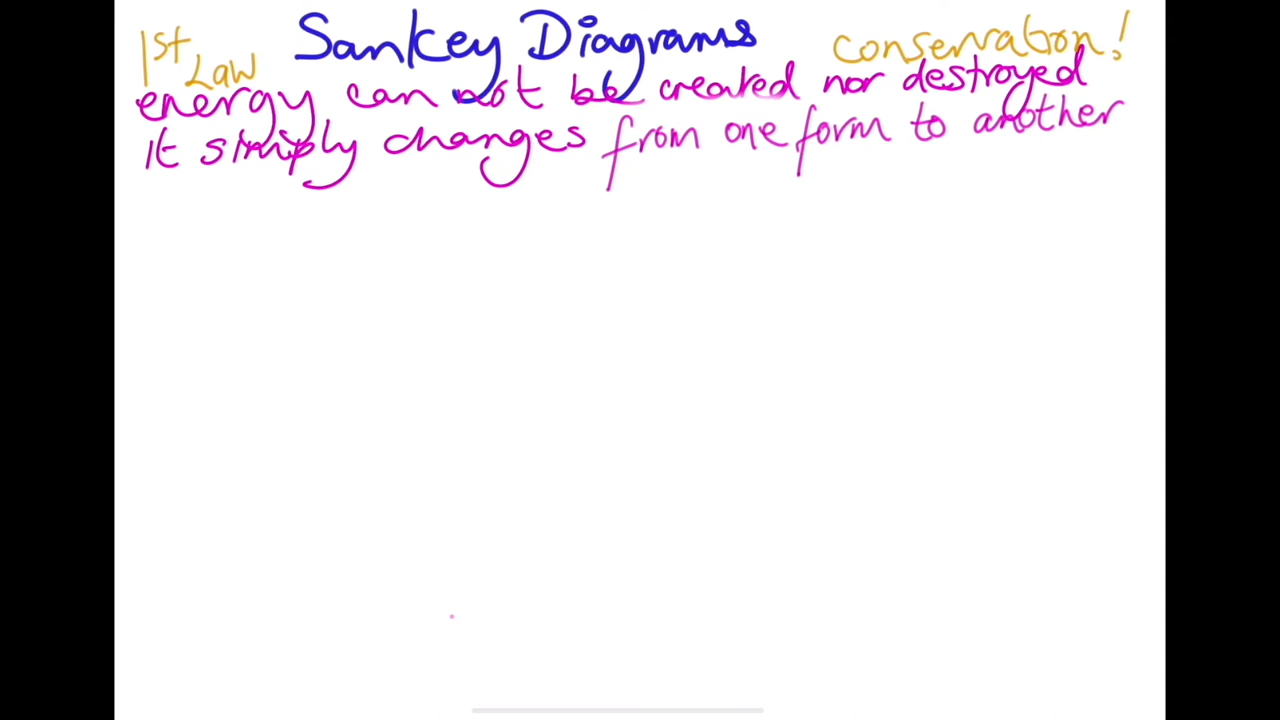 1st Law Sankey Diagrams conservation!
energy can not be created nor destroyed
it simply changes from one form to another